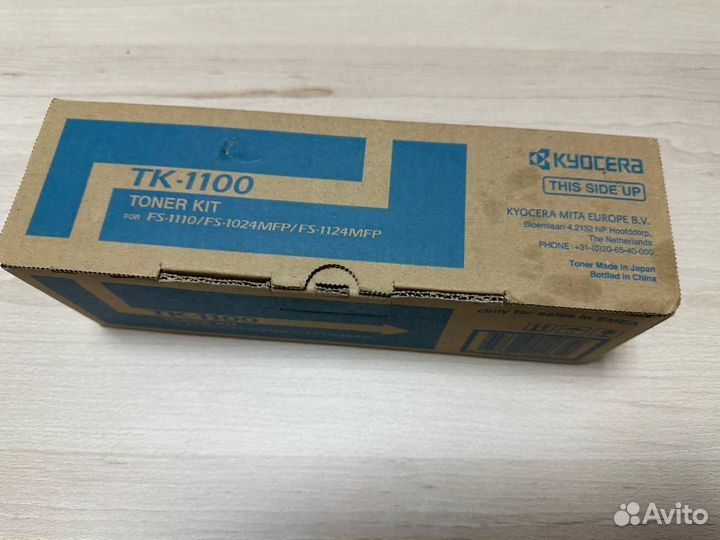 TK-1100
TONER KIT
FOR FS-1110/FS-1024MFP/FS-1124MFP
KYOCERA
THIS SIDE UP
KYOCERA MITA EUROPE B.V.
Bloemlaan 4,2132 NP Hoofddorp,
The Netherlands
PHONE : +31-(0)20-65-40-000
Toner Made in Japan
Bottled in China
TK-1100
Only for sales in EMEA
Avito